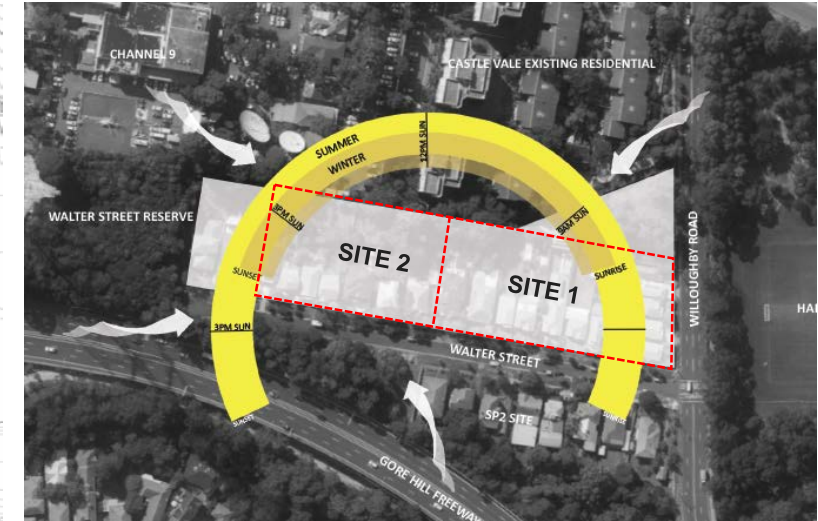 CHANNEL 9
CASTLE VALE EXISTING RESIDENTIAL
SUMMER
WINTER
12PM SUN
WALTER STREET RESERVE
3PM SUN
9AM SUN
SITE 2
SITE 1
SUNSET
SUNRISE
WILLOUGHBY ROAD
HAL
3PM SUN
WALTER STREET
SP2 SITE
SUNSET
SUNRISE
GORE HILL FREEWAY